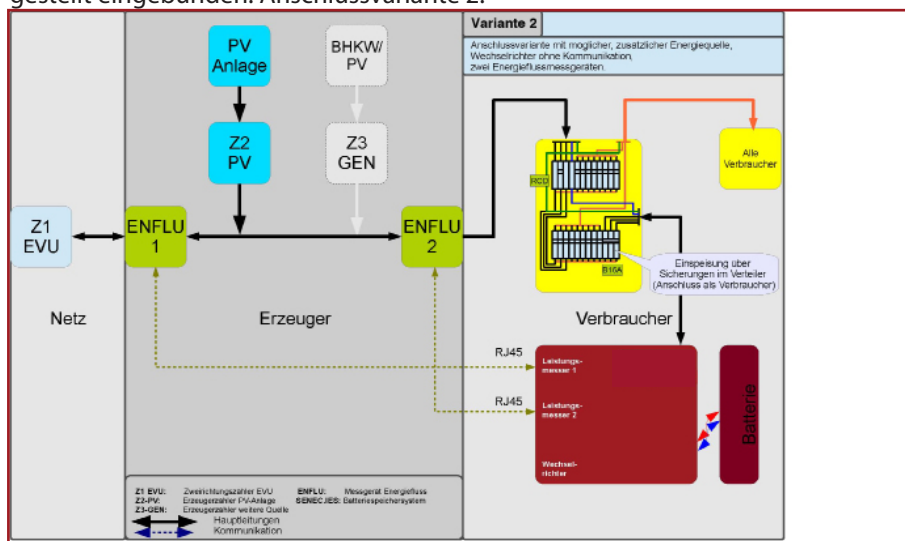 gestellt eingebunden. Anschlussvariante 2.
Variante 2
Anschlussvariante mit moglicher, zusätzlicher Energiequelle,
Wechselrichter ohne Kommunikation,
zwei Energieflussmessgeräten.
PV
Anlage
BHKW/
PV
Z2
PV
Z3
GEN
Alle
Verbraucher
RCD
Z1
EVU
ENFLU
1
ENFLU
2
B16A
Einspeisung über
Sicherungen im Verteiler
(Anschluss als Verbraucher)
Netz
Erzeuger
Verbraucher
RJ45
Leistungs-
messer 1
RJ45
Leistungs-
messer 2
Wechsel-
richter
Batterie
Z1 EVU: Zweirichtungszähler EVU
Z2-PV: Erzeugerzähler PV-Anlage
Z3-GEN: Erzeugerzähler weitere Quelle
ENFLU: Messgerät Energiefluss
SENEC.IES: Batteriespeichersystem
Hauptleitungen
Kommunikation